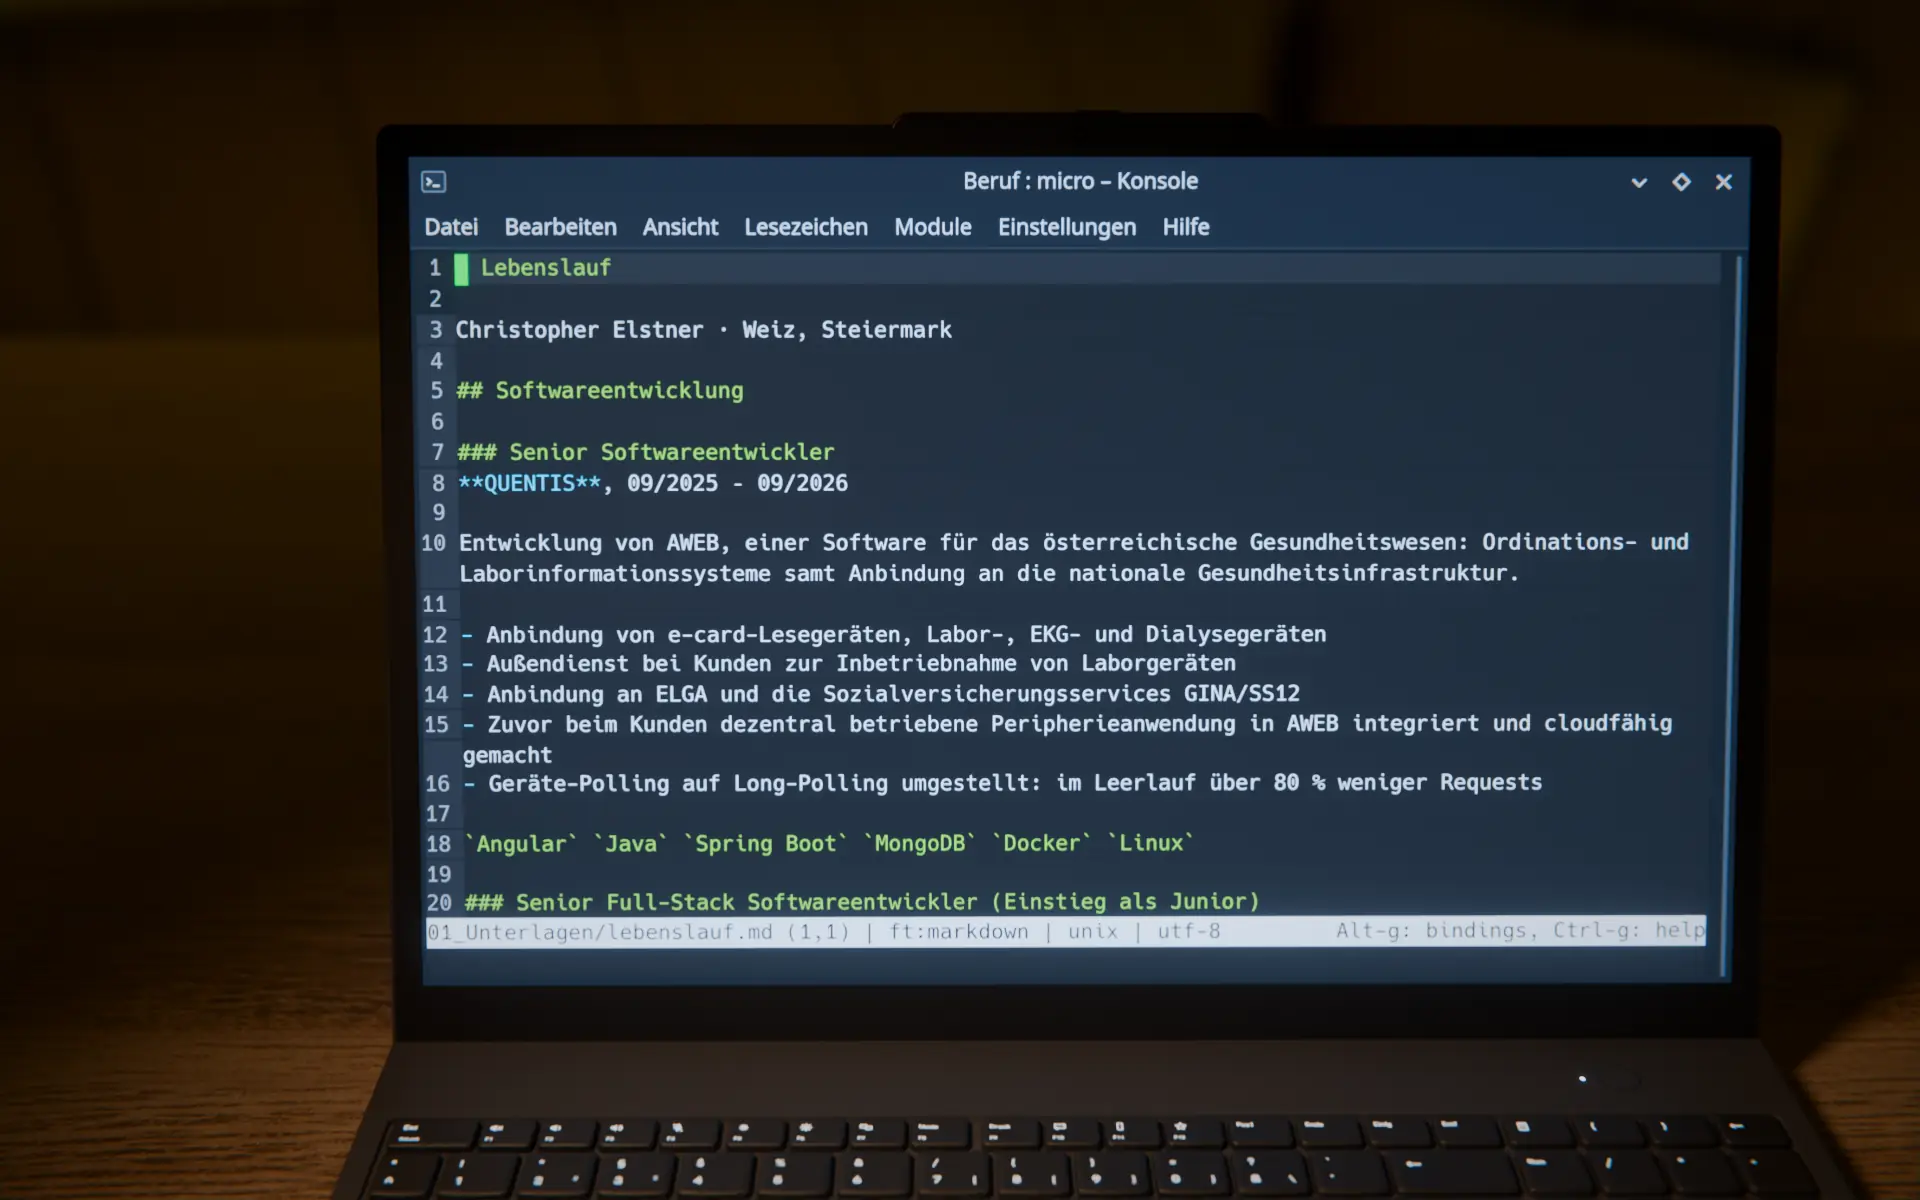 Beruf : micro – Konsole
Datei Bearbeiten Ansicht Lesezeichen Module Einstellungen Hilfe
1 Lebenslauf
2
3 Christopher Elstner · Weiz, Steiermark
4
5 ## Softwareentwicklung
6
7 ### Senior Softwareentwickler
8 **QUENTIS**, 09/2025 - 09/2026
9
10 Entwicklung von AWEB, einer Software für das österreichische Gesundheitswesen: Ordinations- und
Laborinformationssysteme samt Anbindung an die nationale Gesundheitsinfrastruktur.
11
12 - Anbindung von e-card-Lesegeräten, Labor-, EKG- und Dialysegeräten
13 - Außendienst bei Kunden zur Inbetriebnahme von Laborgeräten
14 - Anbindung an ELGA und die Sozialversicherungsservices GINA/SS12
15 - Zuvor beim Kunden dezentral betriebene Peripherieanwendung in AWEB integriert und cloudfähig
gemacht
16 - Geräte-Polling auf Long-Polling umgestellt: im Leerlauf über 80 % weniger Requests
17
18 `Angular` `Java` `Spring Boot` `MongoDB` `Docker` `Linux`
19
20 ### Senior Full-Stack Softwareentwickler (Einstieg als Junior)
01_Unterlagen/lebenslauf.md (1,1) | ft:markdown | unix | utf-8 Alt-g: bindings, Ctrl-g: help